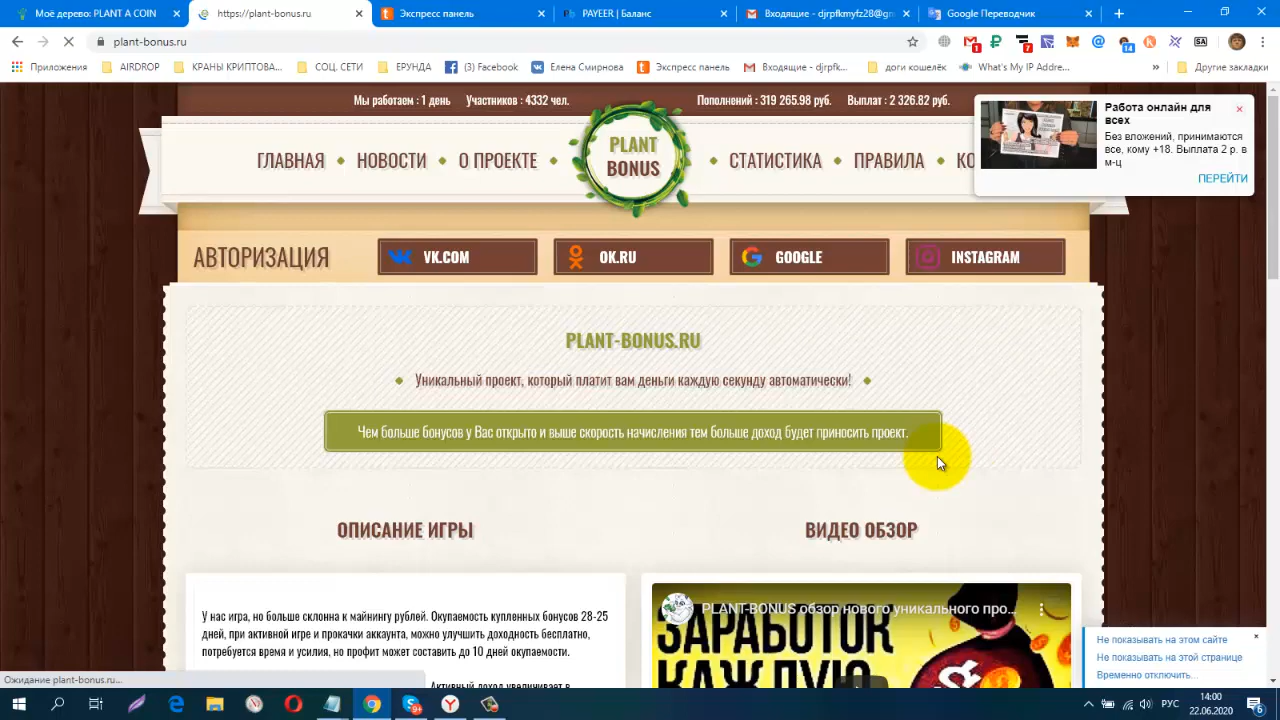 Моё дерево: PLANT A COIN
https://plant-bonus.ru
Экспресс панель
PAYEER | Баланс
Входящие - djrpfkmyfz28@gm
Google Переводчик
plant-bonus.ru
Приложения
AIRDROP
КРАНЫ КРИПТОВА...
СОЦ. СЕТИ
ЕРУНДА
(3) Facebook
Елена Смирнова
Экспресс панель
Входящие - djrpfk...
доги кошелёк
What's My IP Addre...
Другие закладки
Мы работаем : 1 день
Участников : 4332 чел.
Пополнений : 319 265.98 руб.
Выплат : 2 326.82 руб.
Работа онлайн для
всех
Без вложений, принимаются
все, кому +18. Выплата 2 р. в
м-ц
ПЕРЕЙТИ
ГЛАВНАЯ
НОВОСТИ
О ПРОЕКТЕ
PLANT
BONUS
СТАТИСТИКА
ПРАВИЛА
КО
АВТОРИЗАЦИЯ
VK.COM
OK.RU
GOOGLE
INSTAGRAM
PLANT-BONUS.RU
Уникальный проект, который платит вам деньги каждую секунду автоматически!
Чем больше бонусов у Вас открыто и выше скорость начисления тем больше доход будет приносить проект.
ОПИСАНИЕ ИГРЫ
ВИДЕО ОБЗОР
У нас игра, но больше склонна к майнингу рублей. Окупаемость купленных бонусов 28-25
дней, при активной игре и прокачки аккаунта, можно улучшить доходность бесплатно,
потребуется время и усилия, но профит может составить до 10 дней окупаемости.
Активный доход увеличивается в
PLANT-BONUS обзор нового уникального про...
ЗАРАБОТОК
КАЖДУЮ
Не показывать на этом сайте
Не показывать на этой странице
Временно отключить...
Ожидание plant-bonus.ru...
РУС
14:00
22.06.2020